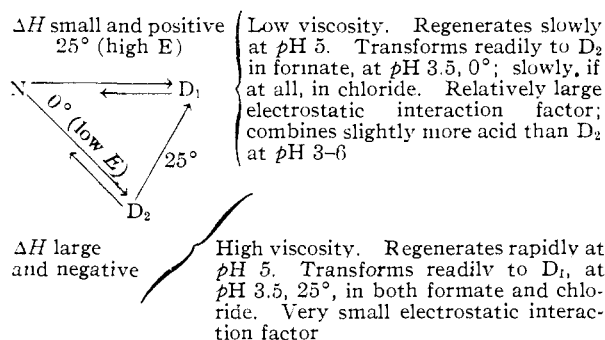 ΔH small and positive
25° (high E)
Low viscosity. Regenerates slowly
at pH 5. Transforms readily to D₂
in formate, at pH 3.5, 0°; slowly, if
at all, in chloride. Relatively large
electrostatic interaction factor;
combines slightly more acid than D₂
at pH 3–6
N
D₁
0° (low E)
25°
D₂
ΔH large
and negative
High viscosity. Regenerates rapidly at
pH 5. Transforms readily to D₁, at
pH 3.5, 25°, in both formate and chlo-
ride. Very small electrostatic interac-
tion factor